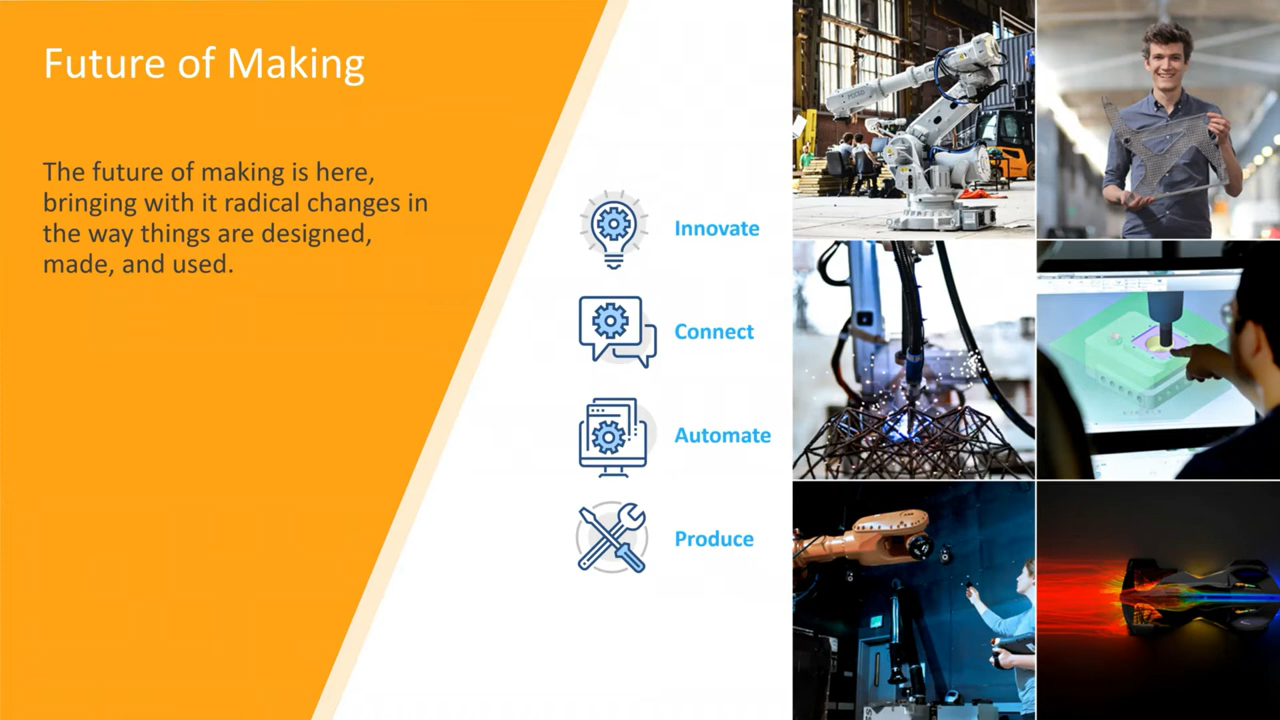 Future of Making
The future of making is here,
bringing with it radical changes in
the way things are designed,
made, and used.
Innovate
Connect
Automate
Produce